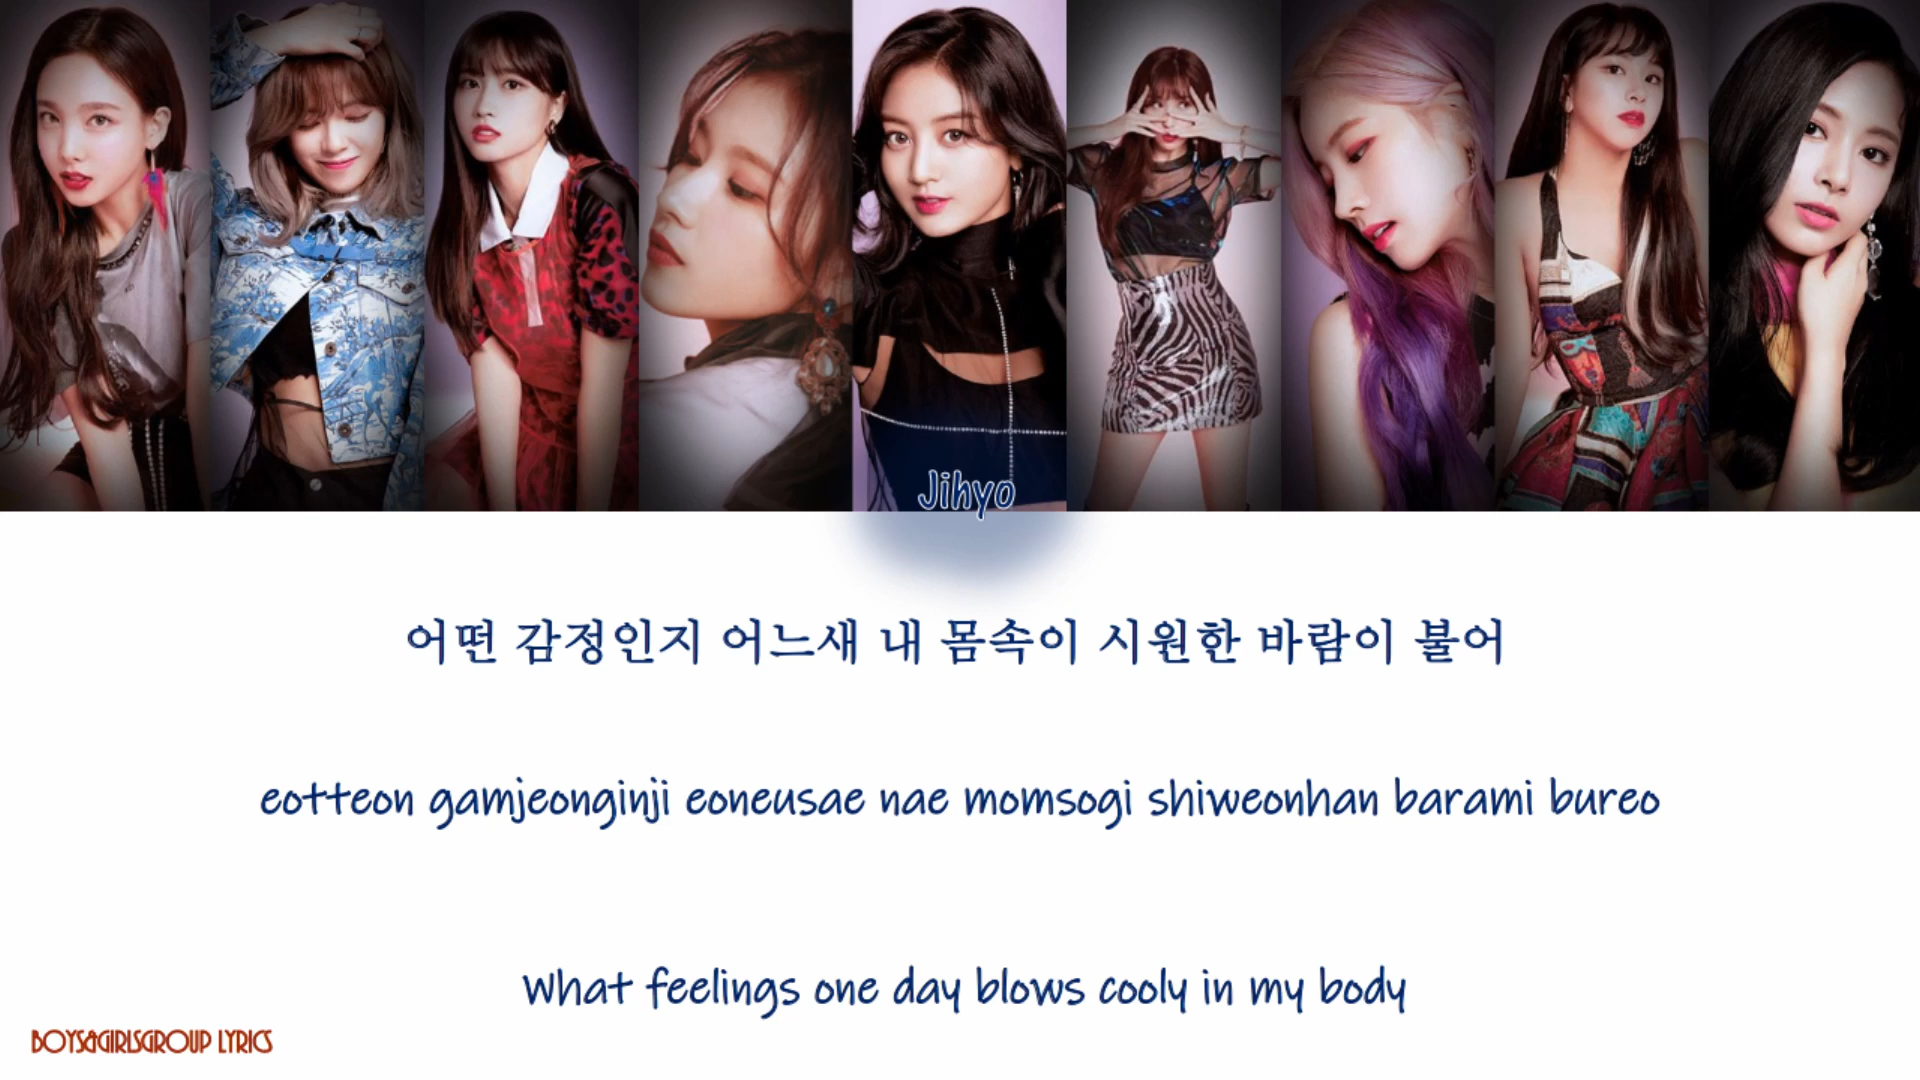 Jihyo
어떤 감정인지 어느새 내 몸속이 시원한 바람이 불어
eotteon gamjeonginji eoneusae nae momsogi shiweonhan barami bureo
What feelings one day blows cooly in my body
BOYS&GIRLSGROUP LYRICS